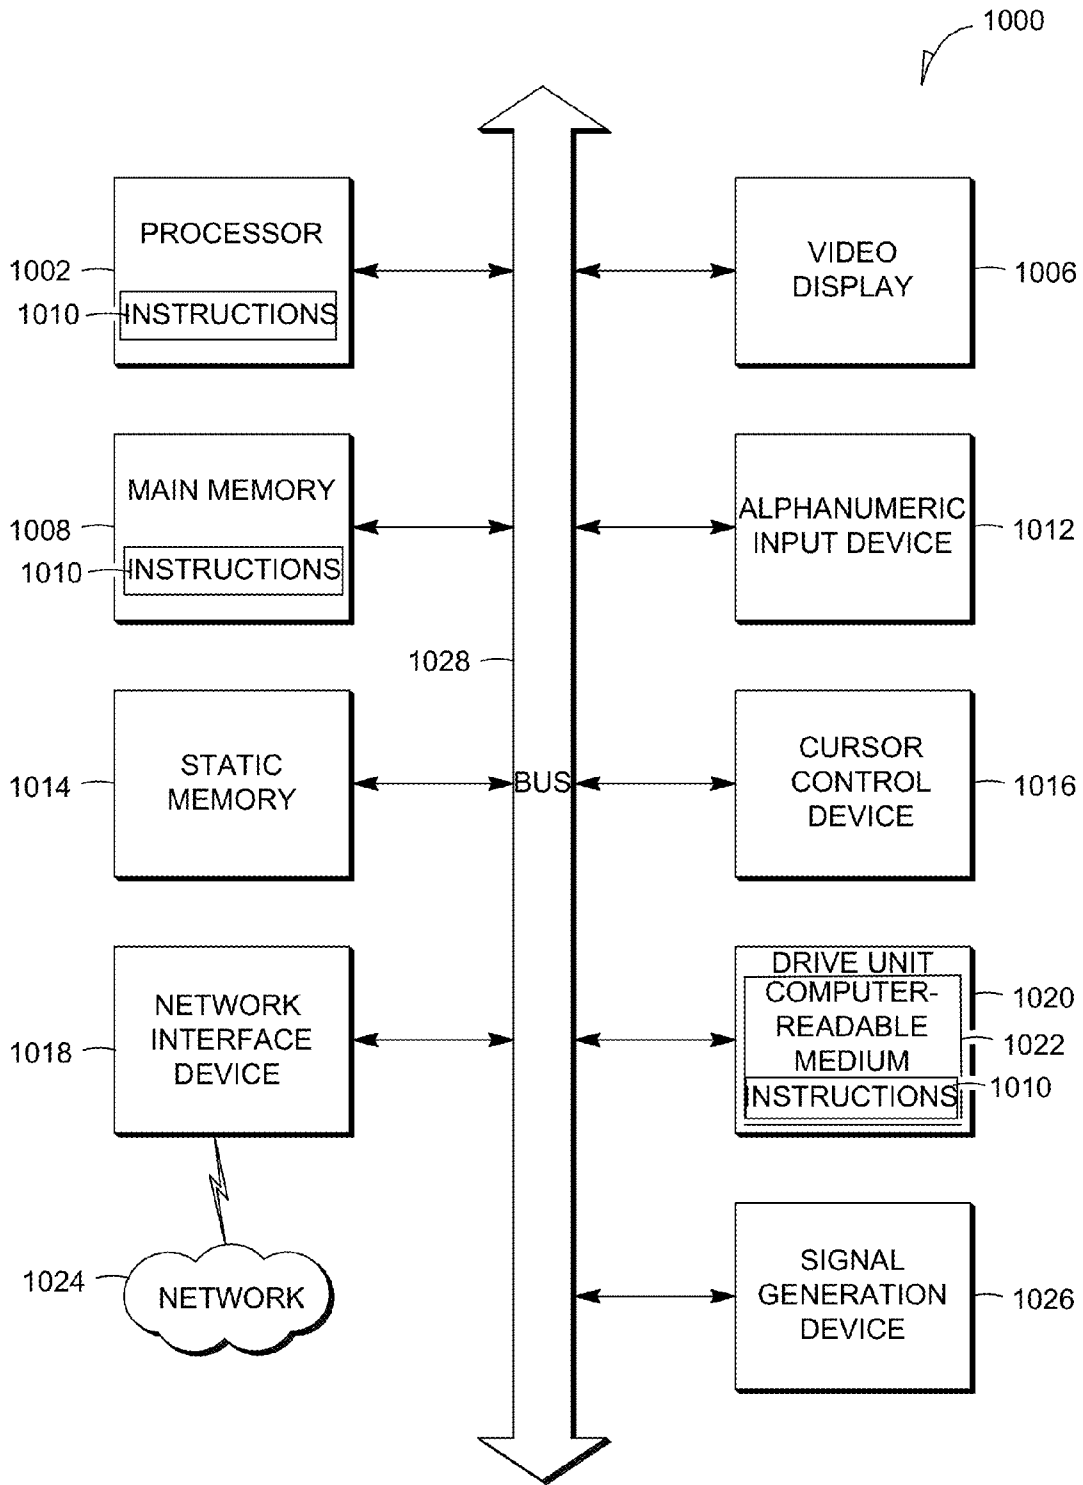 1000
PROCESSOR
1002
1010
INSTRUCTIONS
VIDEO
DISPLAY
1006
MAIN MEMORY
1008
1010
INSTRUCTIONS
ALPHANUMERIC
INPUT DEVICE
1012
1028
STATIC
MEMORY
1014
BUS
CURSOR
CONTROL
DEVICE
1016
NETWORK
INTERFACE
DEVICE
1018
DRIVE UNIT
COMPUTER-
READABLE
MEDIUM
INSTRUCTIONS
1020
1022
1010
1024
NETWORK
SIGNAL
GENERATION
DEVICE
1026